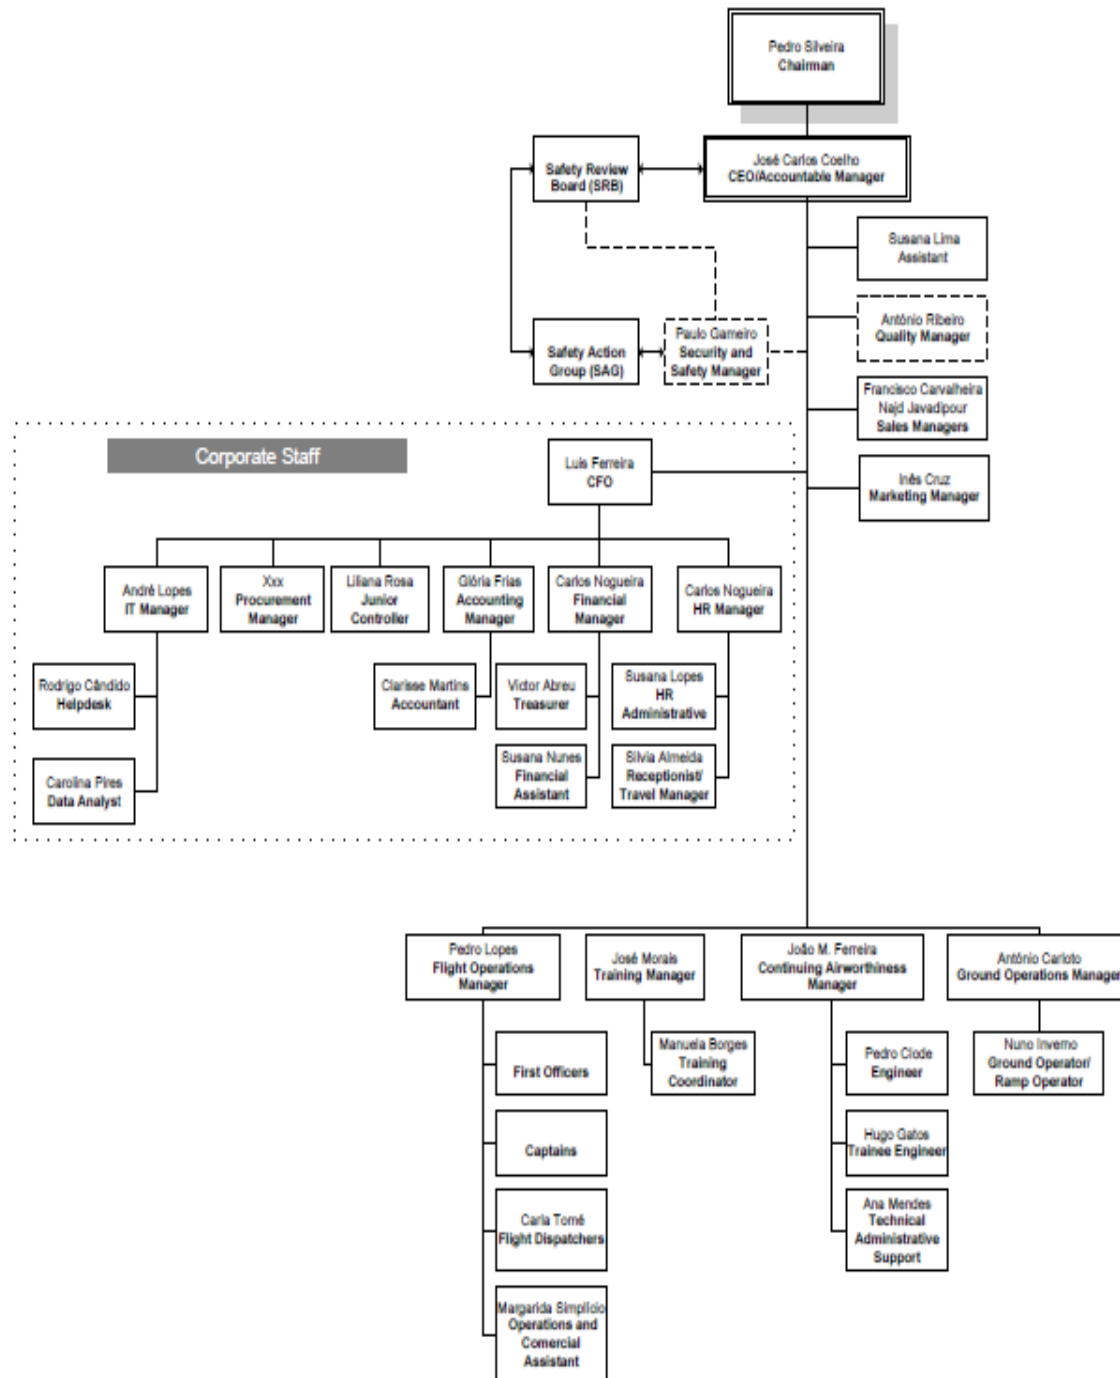 Pedro Silveira
Chairman
José Carlos Coelho
CEO/Accountable Manager
Safety Review
Board (SRB)
Susana Lima
Assistant
António Ribeiro
Quality Manager
Paulo Gameiro
Security and
Safety Manager
Safety Action
Group (SAG)
Francisco Carvalheira
Najd Javadipour
Sales Managers
Corporate Staff
Luis Ferreira
CFO
Inês Cruz
Marketing Manager
André Lopes
IT Manager
Xxx
Procurement
Manager
Liliana Rosa
Junior
Controller
Glória Frias
Accounting
Manager
Carlos Nogueira
Financial
Manager
Carlos Nogueira
HR Manager
Rodrigo Cândido
Helpdesk
Clarisse Martins
Accountant
Victor Abreu
Treasurer
Susana Lopes
HR
Administrative
Carolina Pires
Data Analyst
Susana Nunes
Financial
Assistant
Silvia Almeida
Receptionist/
Travel Manager
Pedro Lopes
Flight Operations
Manager
José Morais
Training Manager
João M. Ferreira
Continuing Airworthiness
Manager
António Carloto
Ground Operations Manager
First Officers
Manuela Borges
Training
Coordinator
Pedro Clode
Engineer
Nuno Inverno
Ground Operator/
Ramp Operator
Captains
Hugo Gatos
Trainee Engineer
Carla Tomé
Flight Dispatchers
Ana Mendes
Technical
Administrative
Support
Margarida Simplício
Operations and
Comercial
Assistant